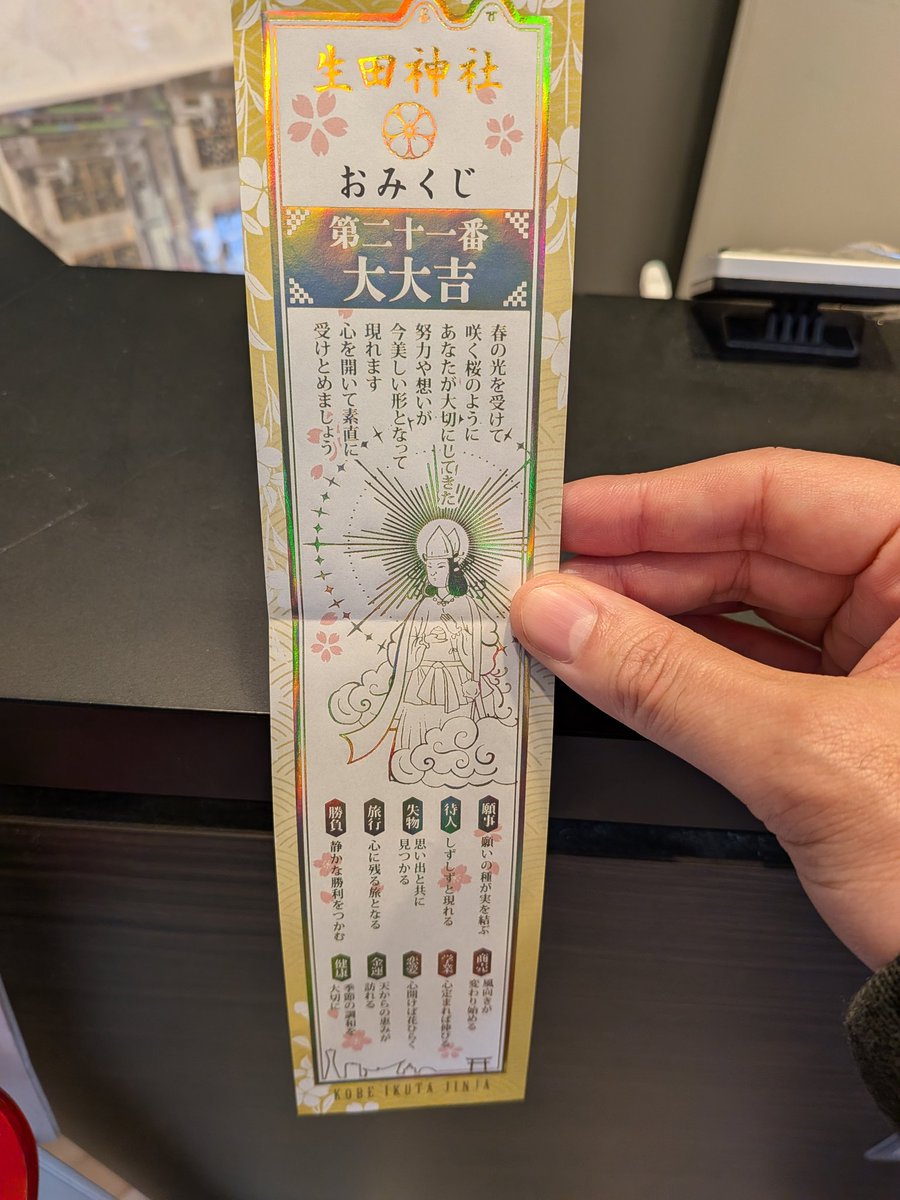 生田神社
おみくじ
第二十一番
大大吉
春の光を受けて
咲く桜のように
あなたが大切にしてきた
努力や想いが
今美しい形となって
現れます
心を開いて素直に
受けとめましょう
願事
願いの種が実を結ぶ
待人
しずしずと現れる
失物
思い出と共に
見つかる
旅行
心に残る旅となる
勝負
静かな勝利をつかむ
商売
風向きが
変わり始める
学業
心定まれば伸びる
恋愛
心開けば花ひらく
金運
天からの恵みが
訪れる
健康
季節の調和を
大切に
KOBE IKUTA JINJA